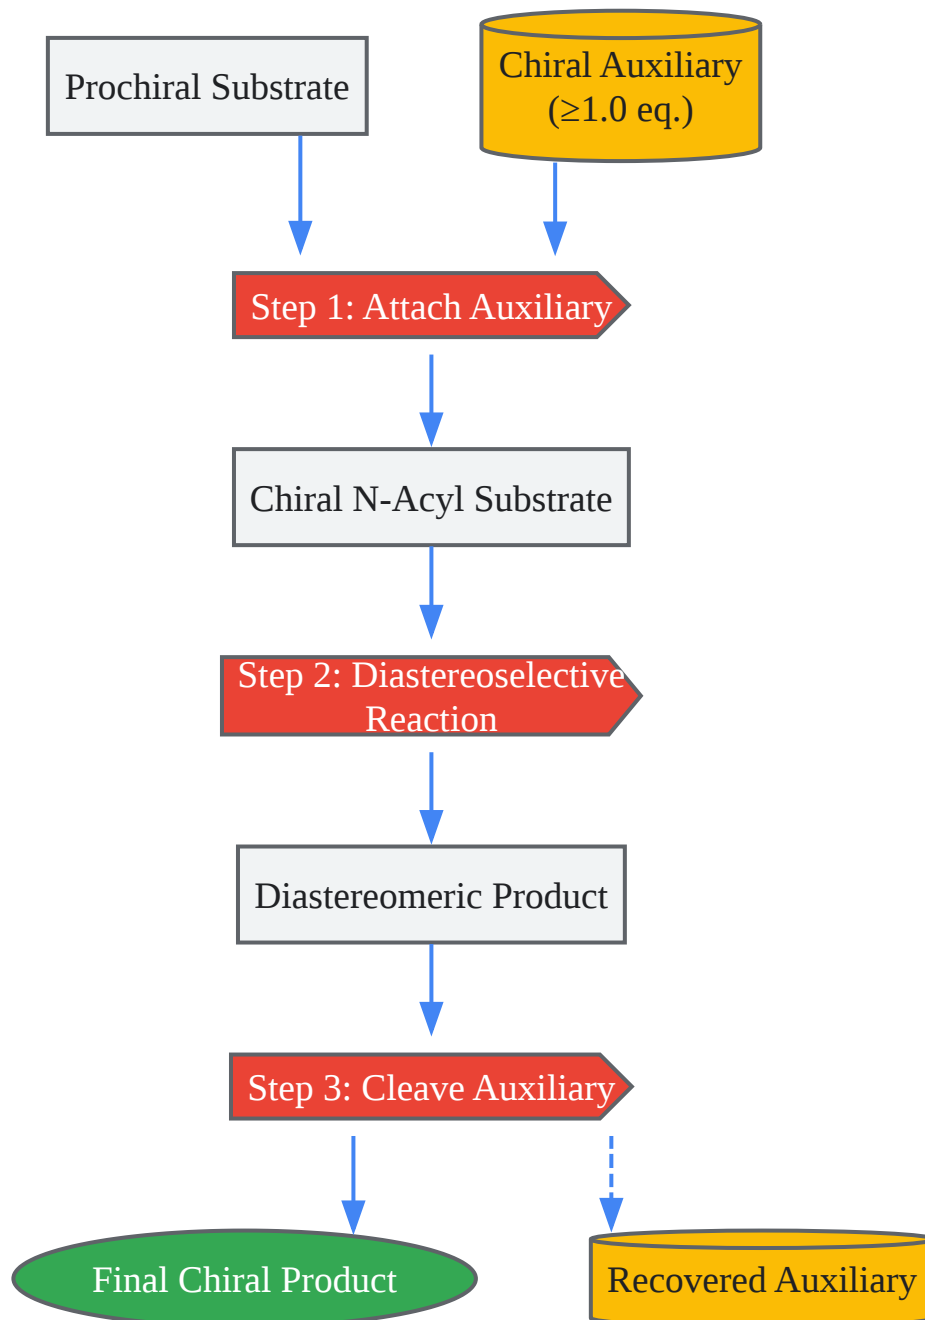 Prochiral Substrate
Chiral Auxiliary
(≥1.0 eq.)
Step 1: Attach Auxiliary
Chiral N-Acyl Substrate
Step 2: Diastereoselective
Reaction
Diastereomeric Product
Step 3: Cleave Auxiliary
Final Chiral Product
Recovered Auxiliary